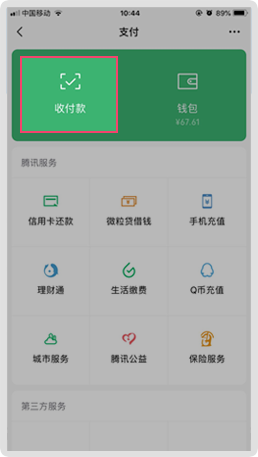 中国移动 10:44 89%
支付
收付款 钱包
¥67.61
腾讯服务
信用卡还款 微粒贷借钱 手机充值
理财通 生活缴费 Q币充值
城市服务 腾讯公益 保险服务
第三方服务